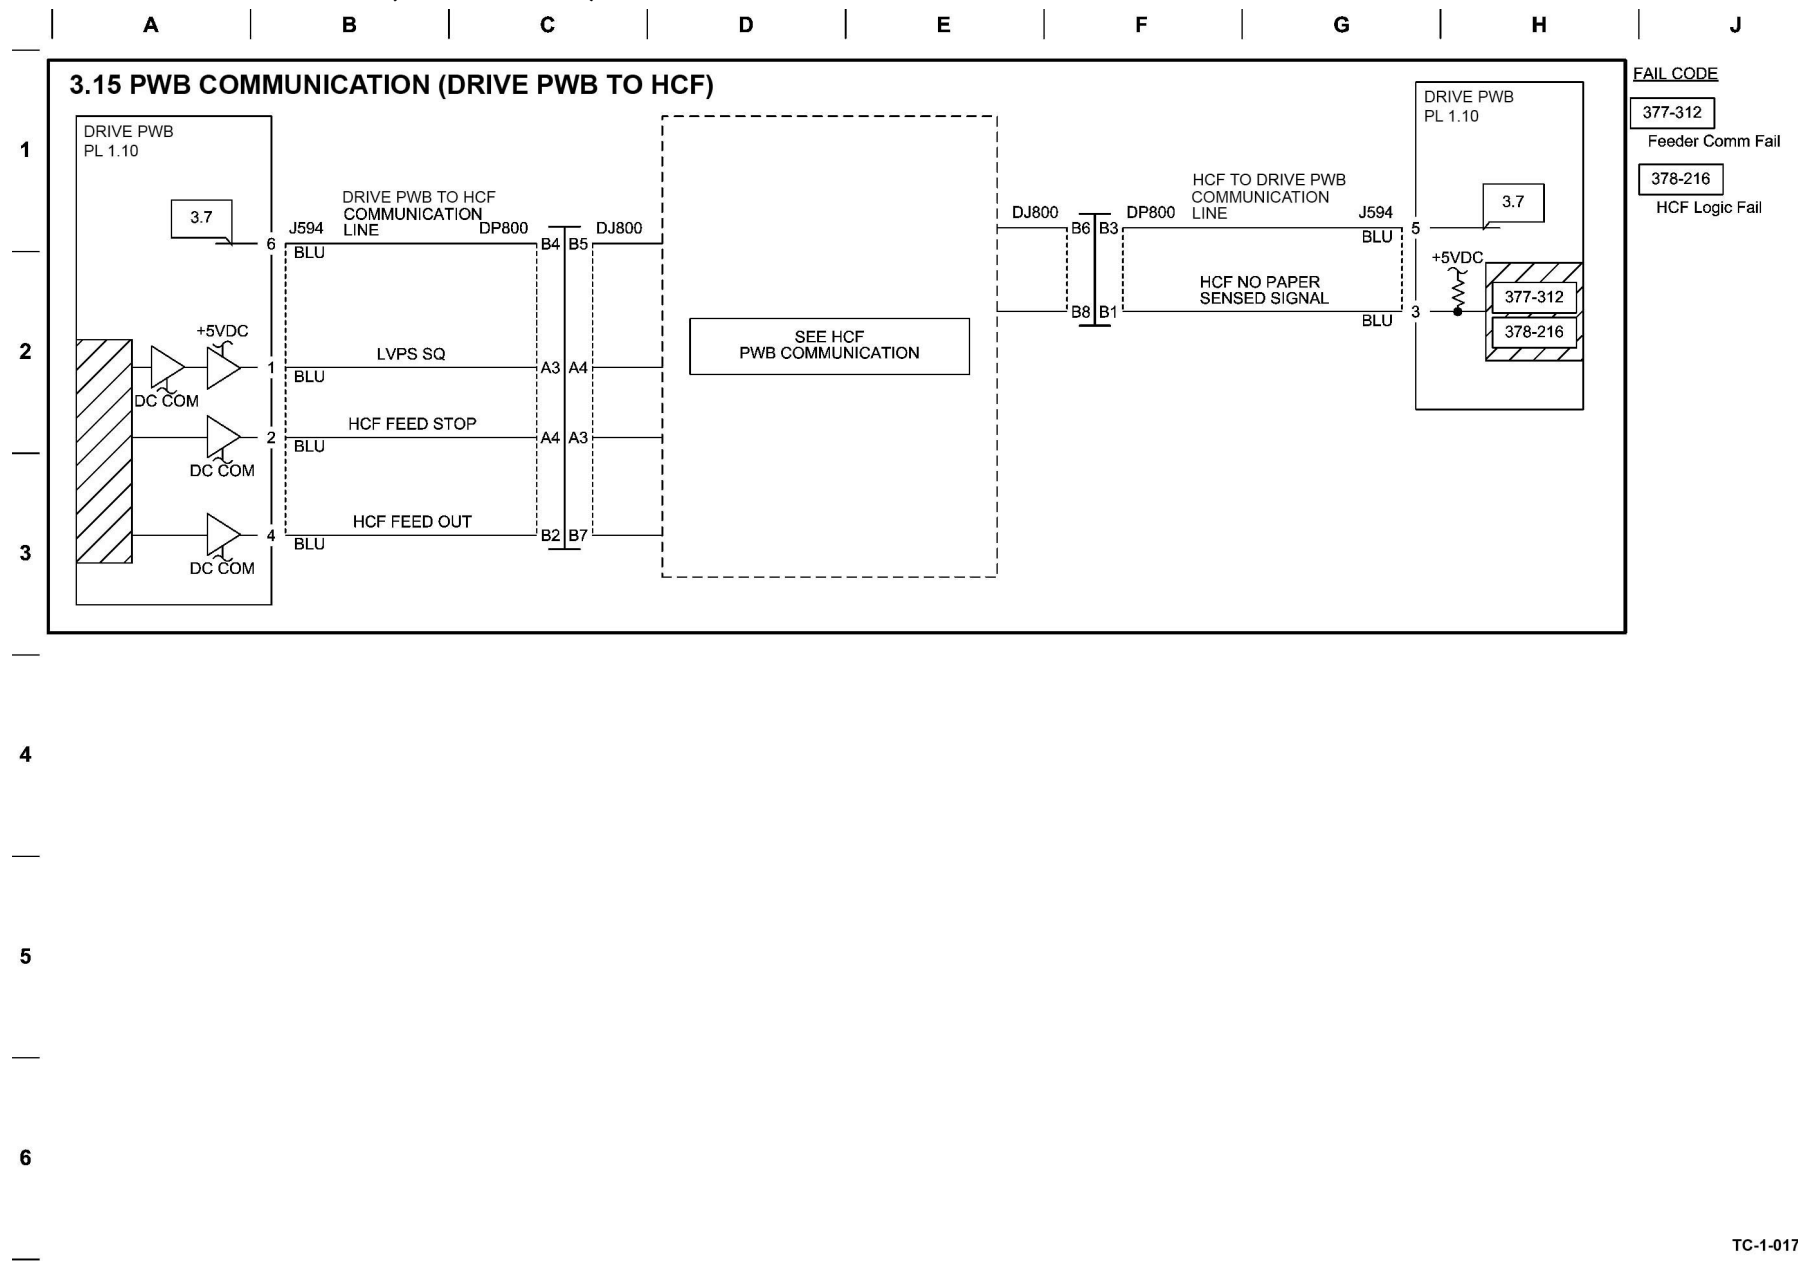 A B C D E F G H J
3.15 PWB COMMUNICATION (DRIVE PWB TO HCF)
FAIL CODE
377-312
Feeder Comm Fail
378-216
HCF Logic Fail
1
2
3
4
5
6
DRIVE PWB
PL 1.10
3.7
6
J594
BLU
DRIVE PWB TO HCF
COMMUNICATION
LINE
DP800
B4 B5
DJ800
+5VDC
DC COM
1
BLU
LVPS SQ
A3 A4
2
BLU
HCF FEED STOP
A4 A3
DC COM
4
BLU
HCF FEED OUT
B2 B7
DC COM
SEE HCF
PWB COMMUNICATION
DJ800
B6 B3
DP800
HCF TO DRIVE PWB
COMMUNICATION
LINE
J594
BLU
5
B8 B1
HCF NO PAPER
SENSED SIGNAL
BLU
3
DRIVE PWB
PL 1.10
3.7
+5VDC
377-312
378-216
TC-1-017